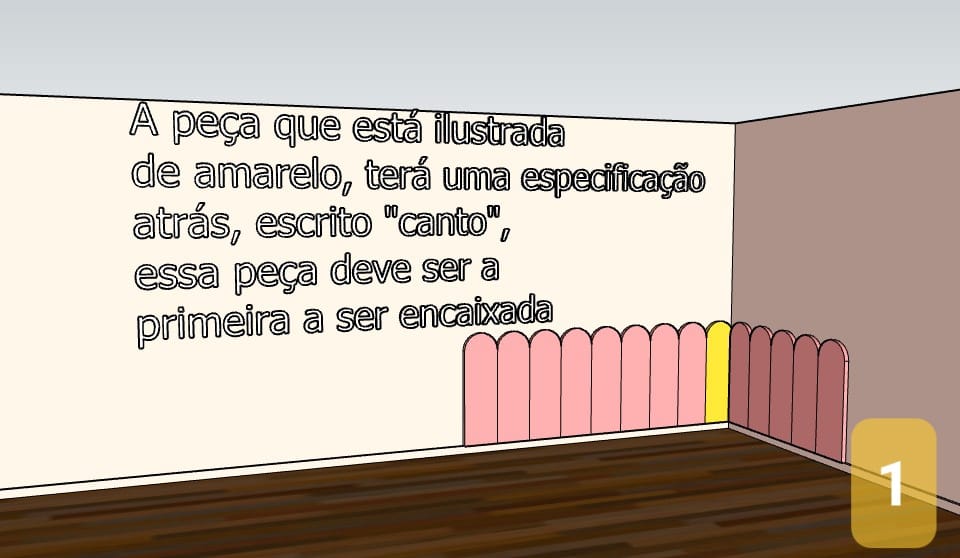 A peça que está ilustrada
de amarelo, terá uma especificação
atrás, escrito "canto",
essa peça deve ser a
primeira a ser encaixada
1